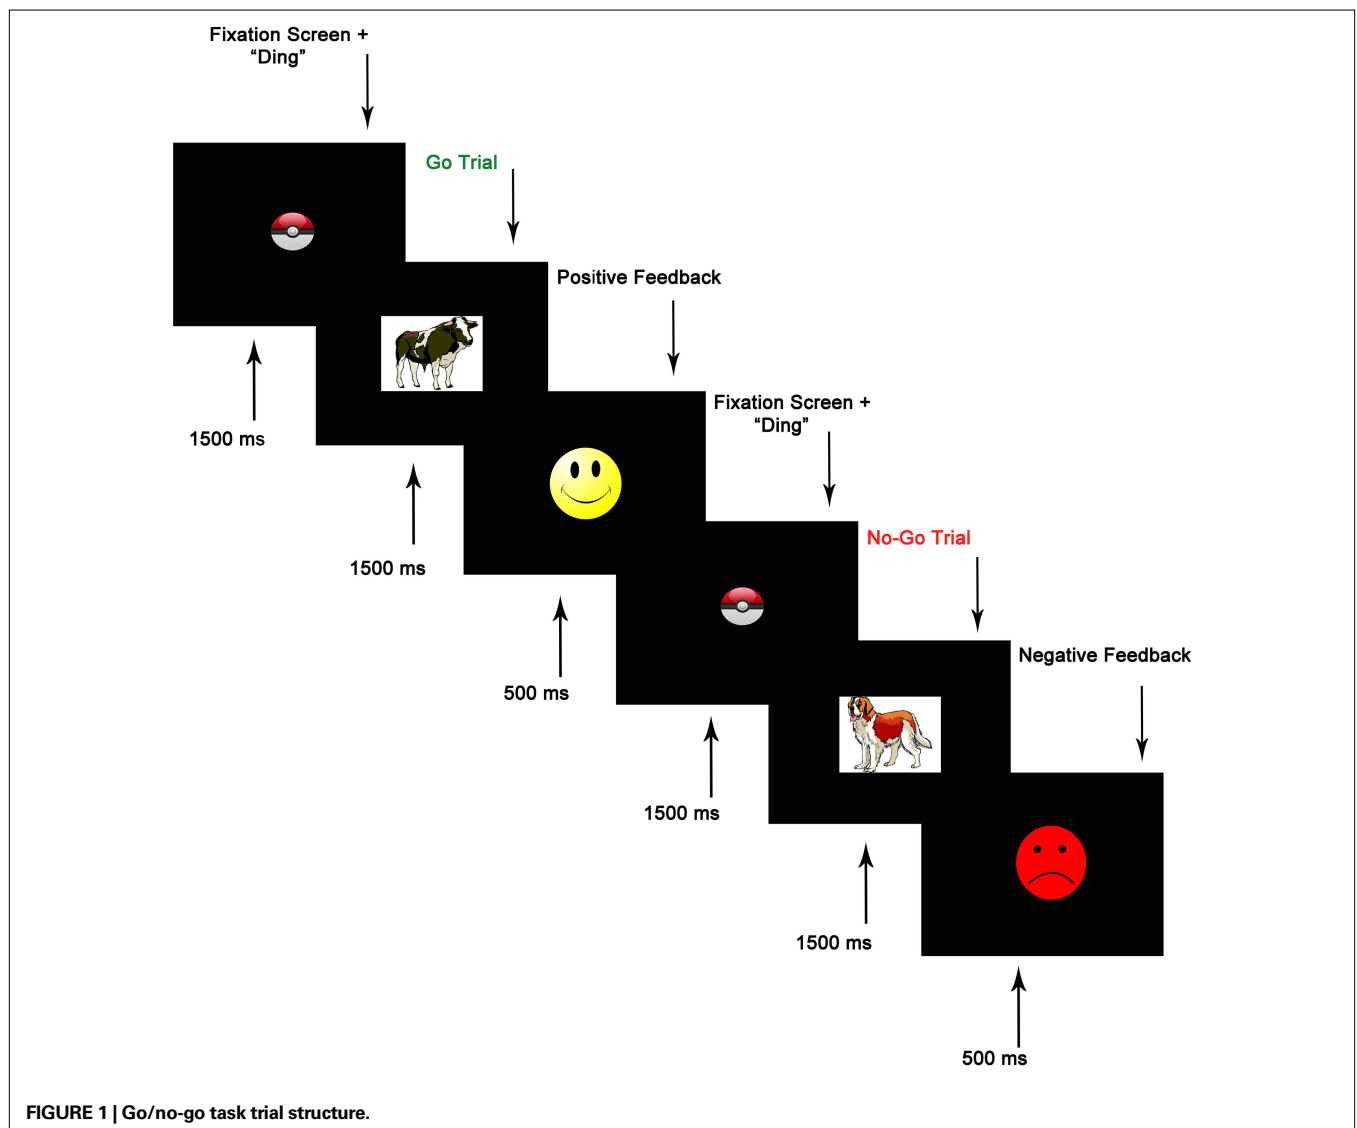 Fixation Screen +
“Ding”
Go Trial
Positive Feedback
Fixation Screen +
“Ding”
1500 ms
No-Go Trial
1500 ms
Negative Feedback
500 ms
1500 ms
1500 ms
500 ms
FIGURE 1 | Go/no-go task trial structure.